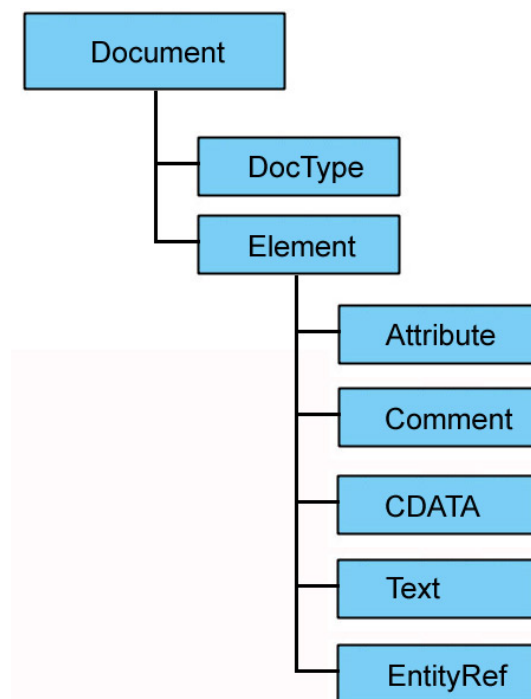 Document
DocType
Element
Attribute
Comment
CDATA
Text
EntityRef